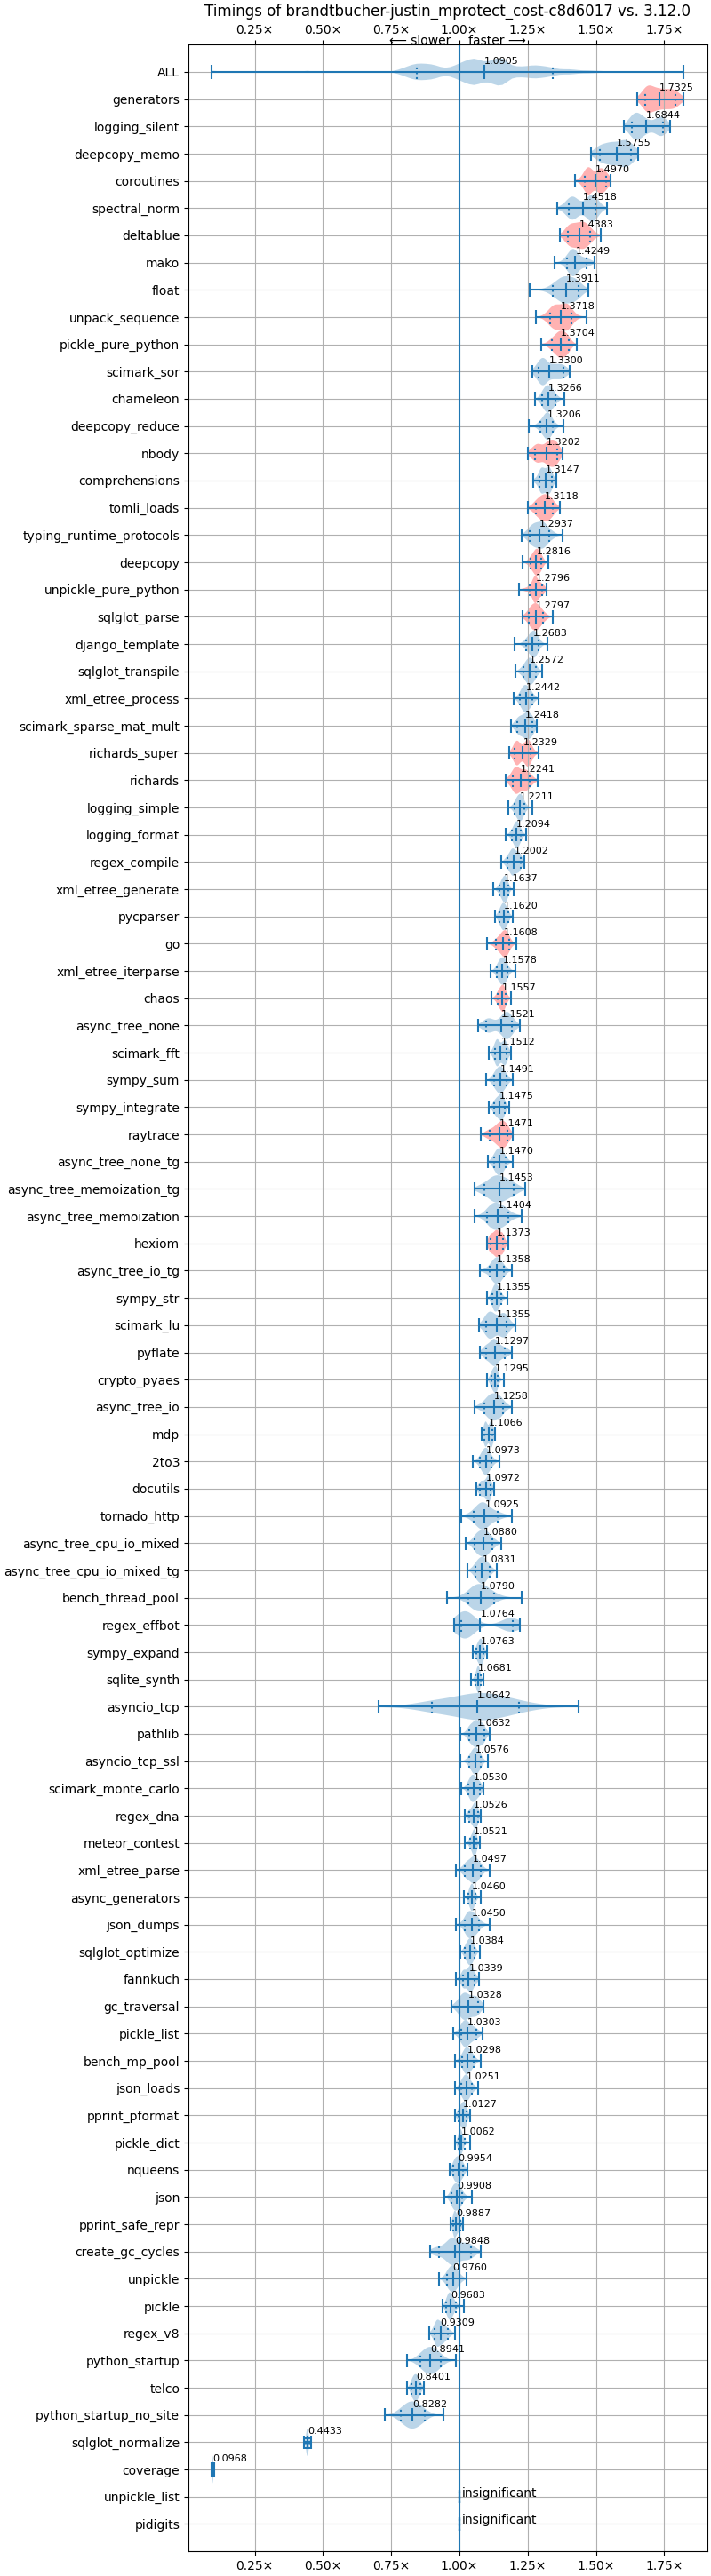 Timings of brandtbucher-justin_mprotect_cost-c8d6017 vs. 3.12.0
0.25× 0.50× 0.75× 1.00× 1.25× 1.50× 1.75×
⟵ slower faster ⟶
ALL 1.0905
generators 1.7325
logging_silent 1.6844
deepcopy_memo 1.5755
coroutines 1.4970
spectral_norm 1.4518
deltablue 1.4383
mako 1.4249
float 1.3911
unpack_sequence 1.3718
pickle_pure_python 1.3704
scimark_sor 1.3300
chameleon 1.3266
deepcopy_reduce 1.3206
nbody 1.3202
comprehensions 1.3147
tomli_loads 1.3118
typing_runtime_protocols 1.2937
deepcopy 1.2816
unpickle_pure_python 1.2796
sqlglot_parse 1.2797
django_template 1.2683
sqlglot_transpile 1.2572
xml_etree_process 1.2442
scimark_sparse_mat_mult 1.2418
richards_super 1.2329
richards 1.2241
logging_simple 1.2211
logging_format 1.2094
regex_compile 1.2002
xml_etree_generate 1.1637
pycparser 1.1620
go 1.1608
xml_etree_iterparse 1.1578
chaos 1.1557
async_tree_none 1.1521
scimark_fft 1.1512
sympy_sum 1.1491
sympy_integrate 1.1475
raytrace 1.1471
async_tree_none_tg 1.1470
async_tree_memoization_tg 1.1453
async_tree_memoization 1.1404
hexiom 1.1373
async_tree_io_tg 1.1358
sympy_str 1.1355
scimark_lu 1.1355
pyflate 1.1297
crypto_pyaes 1.1295
async_tree_io 1.1258
mdp 1.1066
2to3 1.0973
docutils 1.0972
tornado_http 1.0925
async_tree_cpu_io_mixed 1.0880
async_tree_cpu_io_mixed_tg 1.0831
bench_thread_pool 1.0790
regex_effbot 1.0764
sympy_expand 1.0763
sqlite_synth 1.0681
asyncio_tcp 1.0642
pathlib 1.0632
asyncio_tcp_ssl 1.0576
scimark_monte_carlo 1.0530
regex_dna 1.0526
meteor_contest 1.0521
xml_etree_parse 1.0497
async_generators 1.0460
json_dumps 1.0450
sqlglot_optimize 1.0384
fannkuch 1.0339
gc_traversal 1.0328
pickle_list 1.0303
bench_mp_pool 1.0298
json_loads 1.0251
pprint_pformat 1.0127
pickle_dict 1.0062
nqueens 0.9954
json 0.9908
pprint_safe_repr 0.9887
create_gc_cycles 0.9848
unpickle 0.9760
pickle 0.9683
regex_v8 0.9309
python_startup 0.8941
telco 0.8401
python_startup_no_site 0.8282
sqlglot_normalize 0.4433
coverage 0.0968
unpickle_list insignificant
pidigits insignificant
0.25× 0.50× 0.75× 1.00× 1.25× 1.50× 1.75×